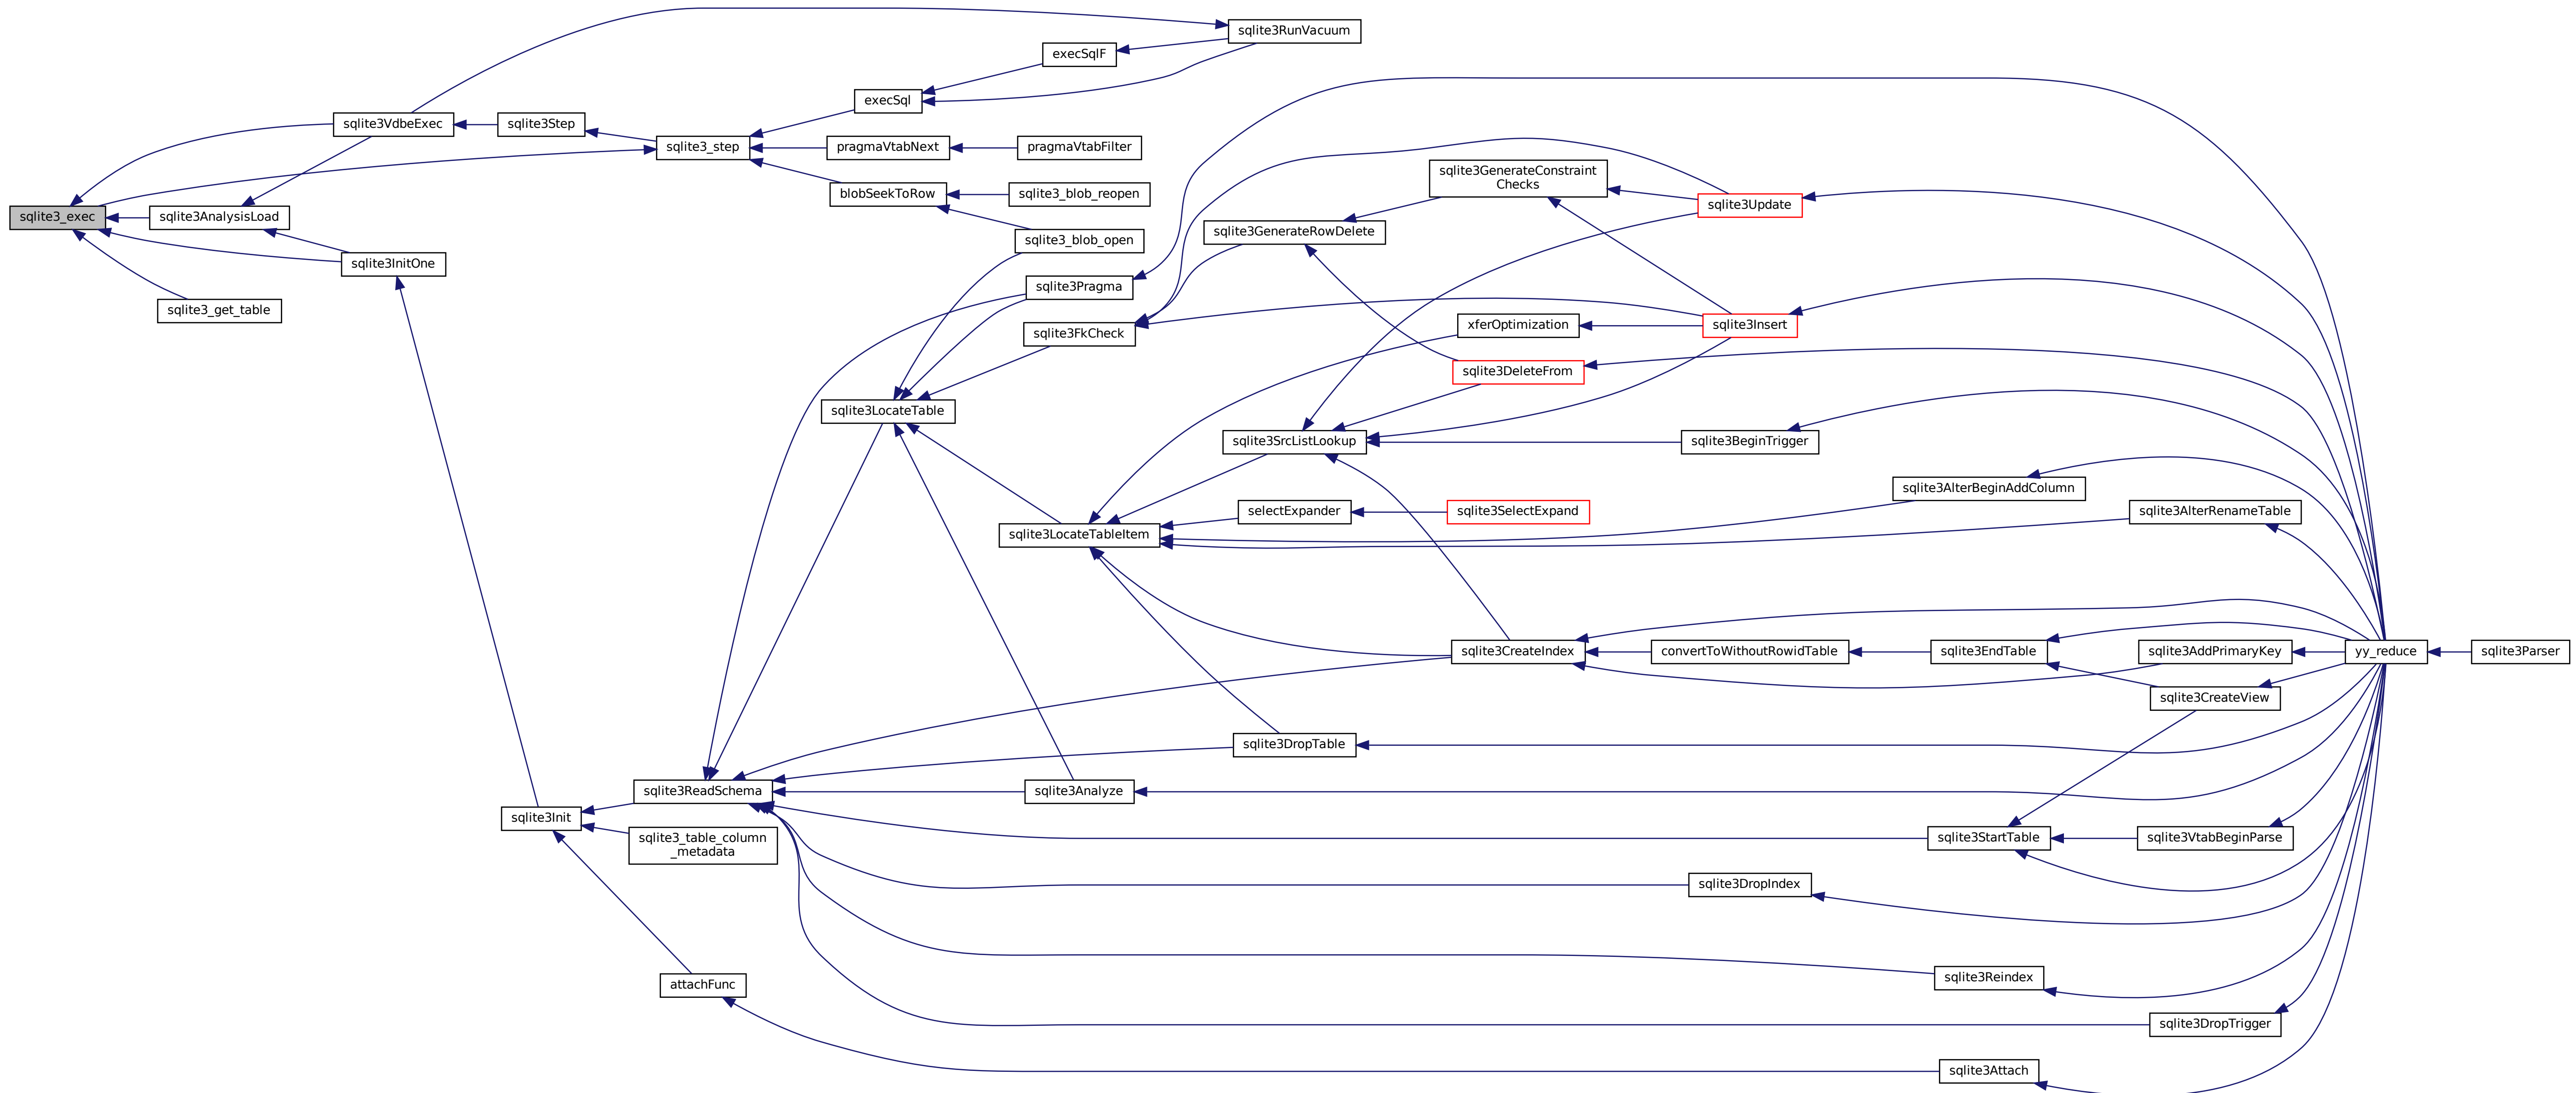 sqlite3RunVacuum
execSqlF
execSql
sqlite3VdbeExec
sqlite3Step
sqlite3_step
pragmaVtabNext
pragmaVtabFilter
sqlite3GenerateConstraint
Checks
blobSeekToRow
sqlite3_blob_reopen
sqlite3Update
sqlite3_exec
sqlite3AnalysisLoad
sqlite3GenerateRowDelete
sqlite3_blob_open
sqlite3InitOne
sqlite3Pragma
sqlite3_get_table
sqlite3FkCheck
xferOptimization
sqlite3Insert
sqlite3DeleteFrom
sqlite3LocateTable
sqlite3SrcListLookup
sqlite3BeginTrigger
sqlite3AlterBeginAddColumn
selectExpander
sqlite3SelectExpand
sqlite3AlterRenameTable
sqlite3LocateTableItem
sqlite3CreateIndex
convertToWithoutRowidTable
sqlite3EndTable
sqlite3AddPrimaryKey
yy_reduce
sqlite3Parser
sqlite3CreateView
sqlite3DropTable
sqlite3ReadSchema
sqlite3Analyze
sqlite3Init
sqlite3_table_column
_metadata
sqlite3StartTable
sqlite3VtabBeginParse
sqlite3DropIndex
attachFunc
sqlite3Reindex
sqlite3DropTrigger
sqlite3Attach